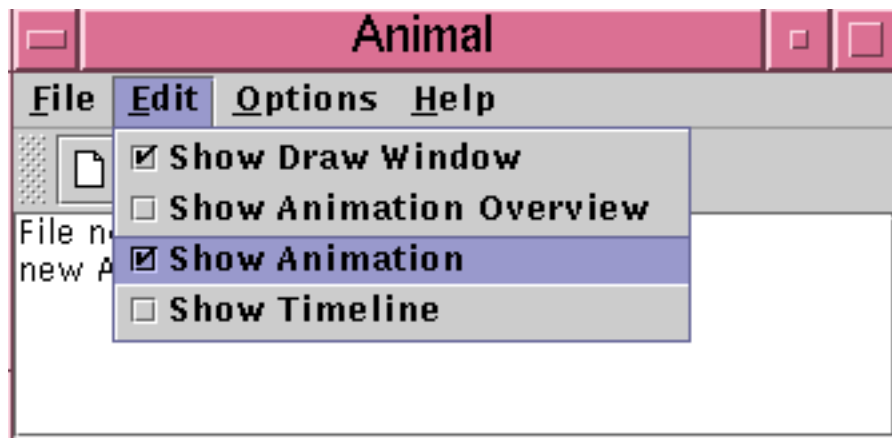 Animal
File Edit Options Help
Show Draw Window
Show Animation Overview
File
Show Animation
new
Show Timeline